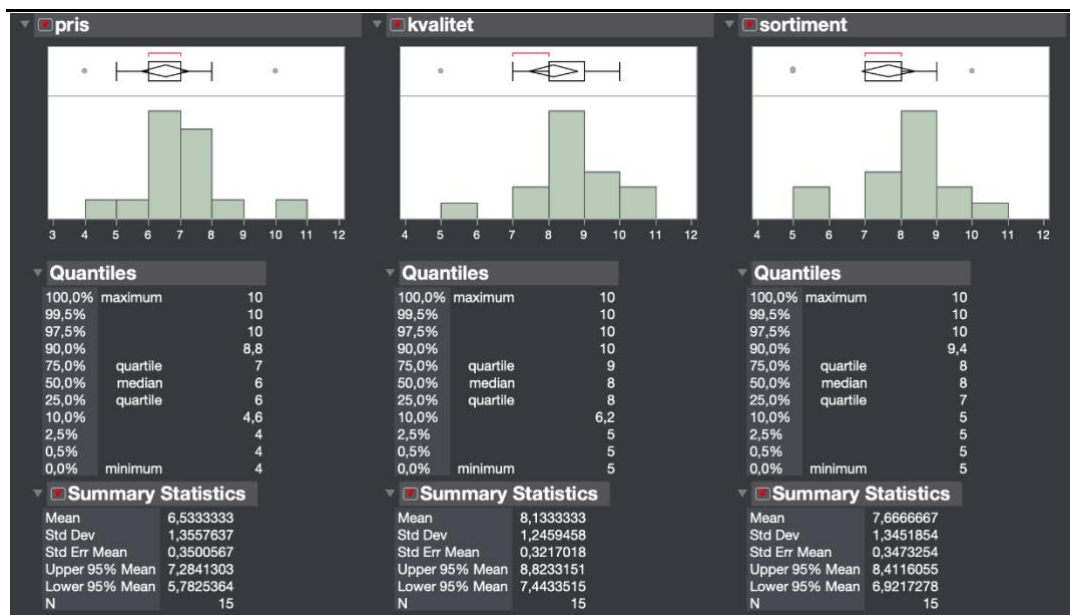 pris
3 4 5 6 7 8 9 10 11 12
Quantiles
100,0% maximum 10
99,5% 10
97,5% 10
90,0% 8,8
75,0% quartile 7
50,0% median 6
25,0% quartile 6
10,0% 4,6
2,5% 4
0,5% 4
0,0% minimum 4
Summary Statistics
Mean 6,5333333
Std Dev 1,3557637
Std Err Mean 0,3500567
Upper 95% Mean 7,2841303
Lower 95% Mean 5,7825364
N 15
kvalitet
4 5 6 7 8 9 10 11 12
Quantiles
100,0% maximum 10
99,5% 10
97,5% 10
90,0% 10
75,0% quartile 9
50,0% median 8
25,0% quartile 8
10,0% 6,2
2,5% 5
0,5% 5
0,0% minimum 5
Summary Statistics
Mean 8,1333333
Std Dev 1,2459458
Std Err Mean 0,3217018
Upper 95% Mean 8,8233151
Lower 95% Mean 7,4433515
N 15
sortiment
4 5 6 7 8 9 10 11 12
Quantiles
100,0% maximum 10
99,5% 10
97,5% 10
90,0% 9,4
75,0% quartile 8
50,0% median 8
25,0% quartile 7
10,0% 5
2,5% 5
0,5% 5
0,0% minimum 5
Summary Statistics
Mean 7,6666667
Std Dev 1,3451854
Std Err Mean 0,3473254
Upper 95% Mean 8,4116055
Lower 95% Mean 6,9217278
N 15